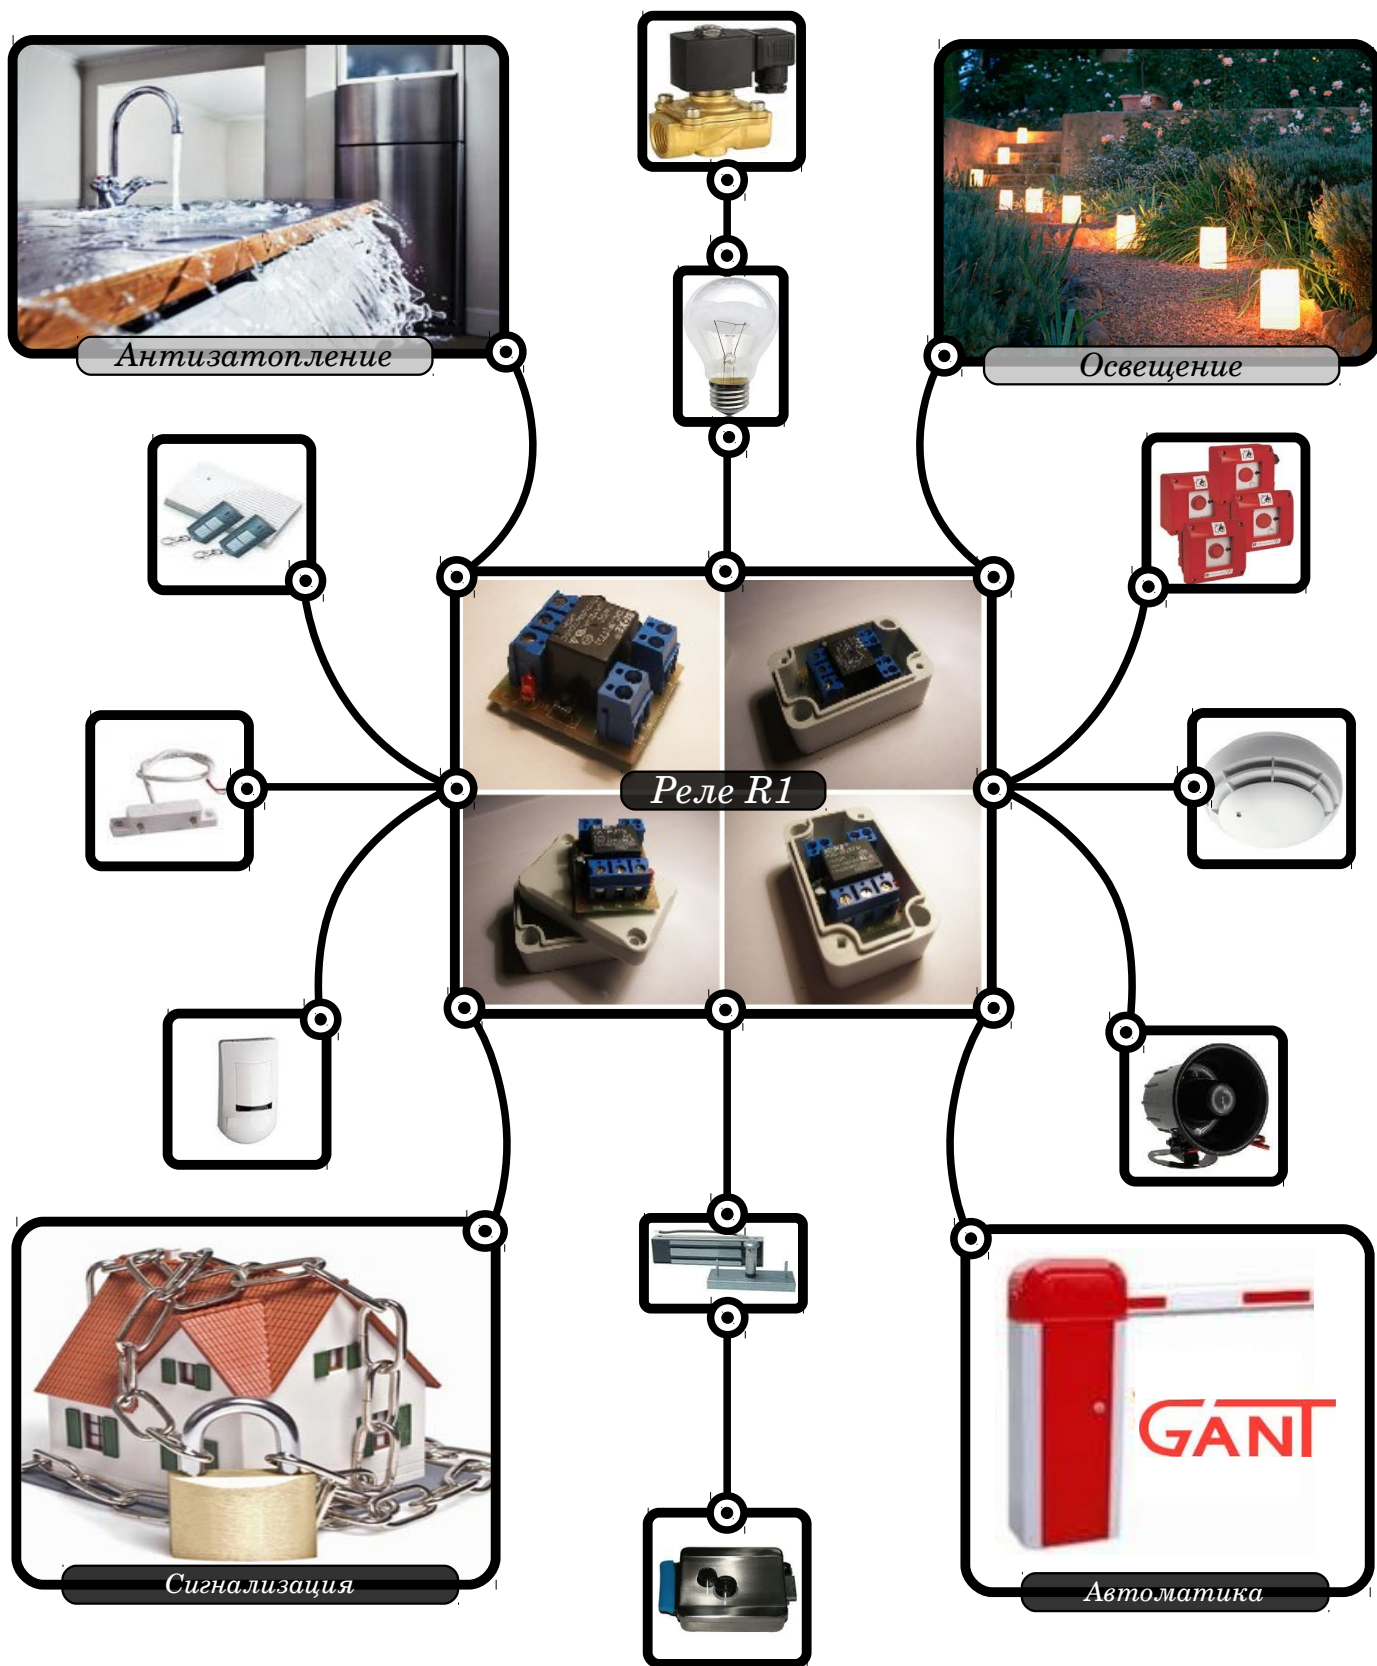 Антизатопление
Освещение
Реле R1
GANT
Сигнализация
Автоматика